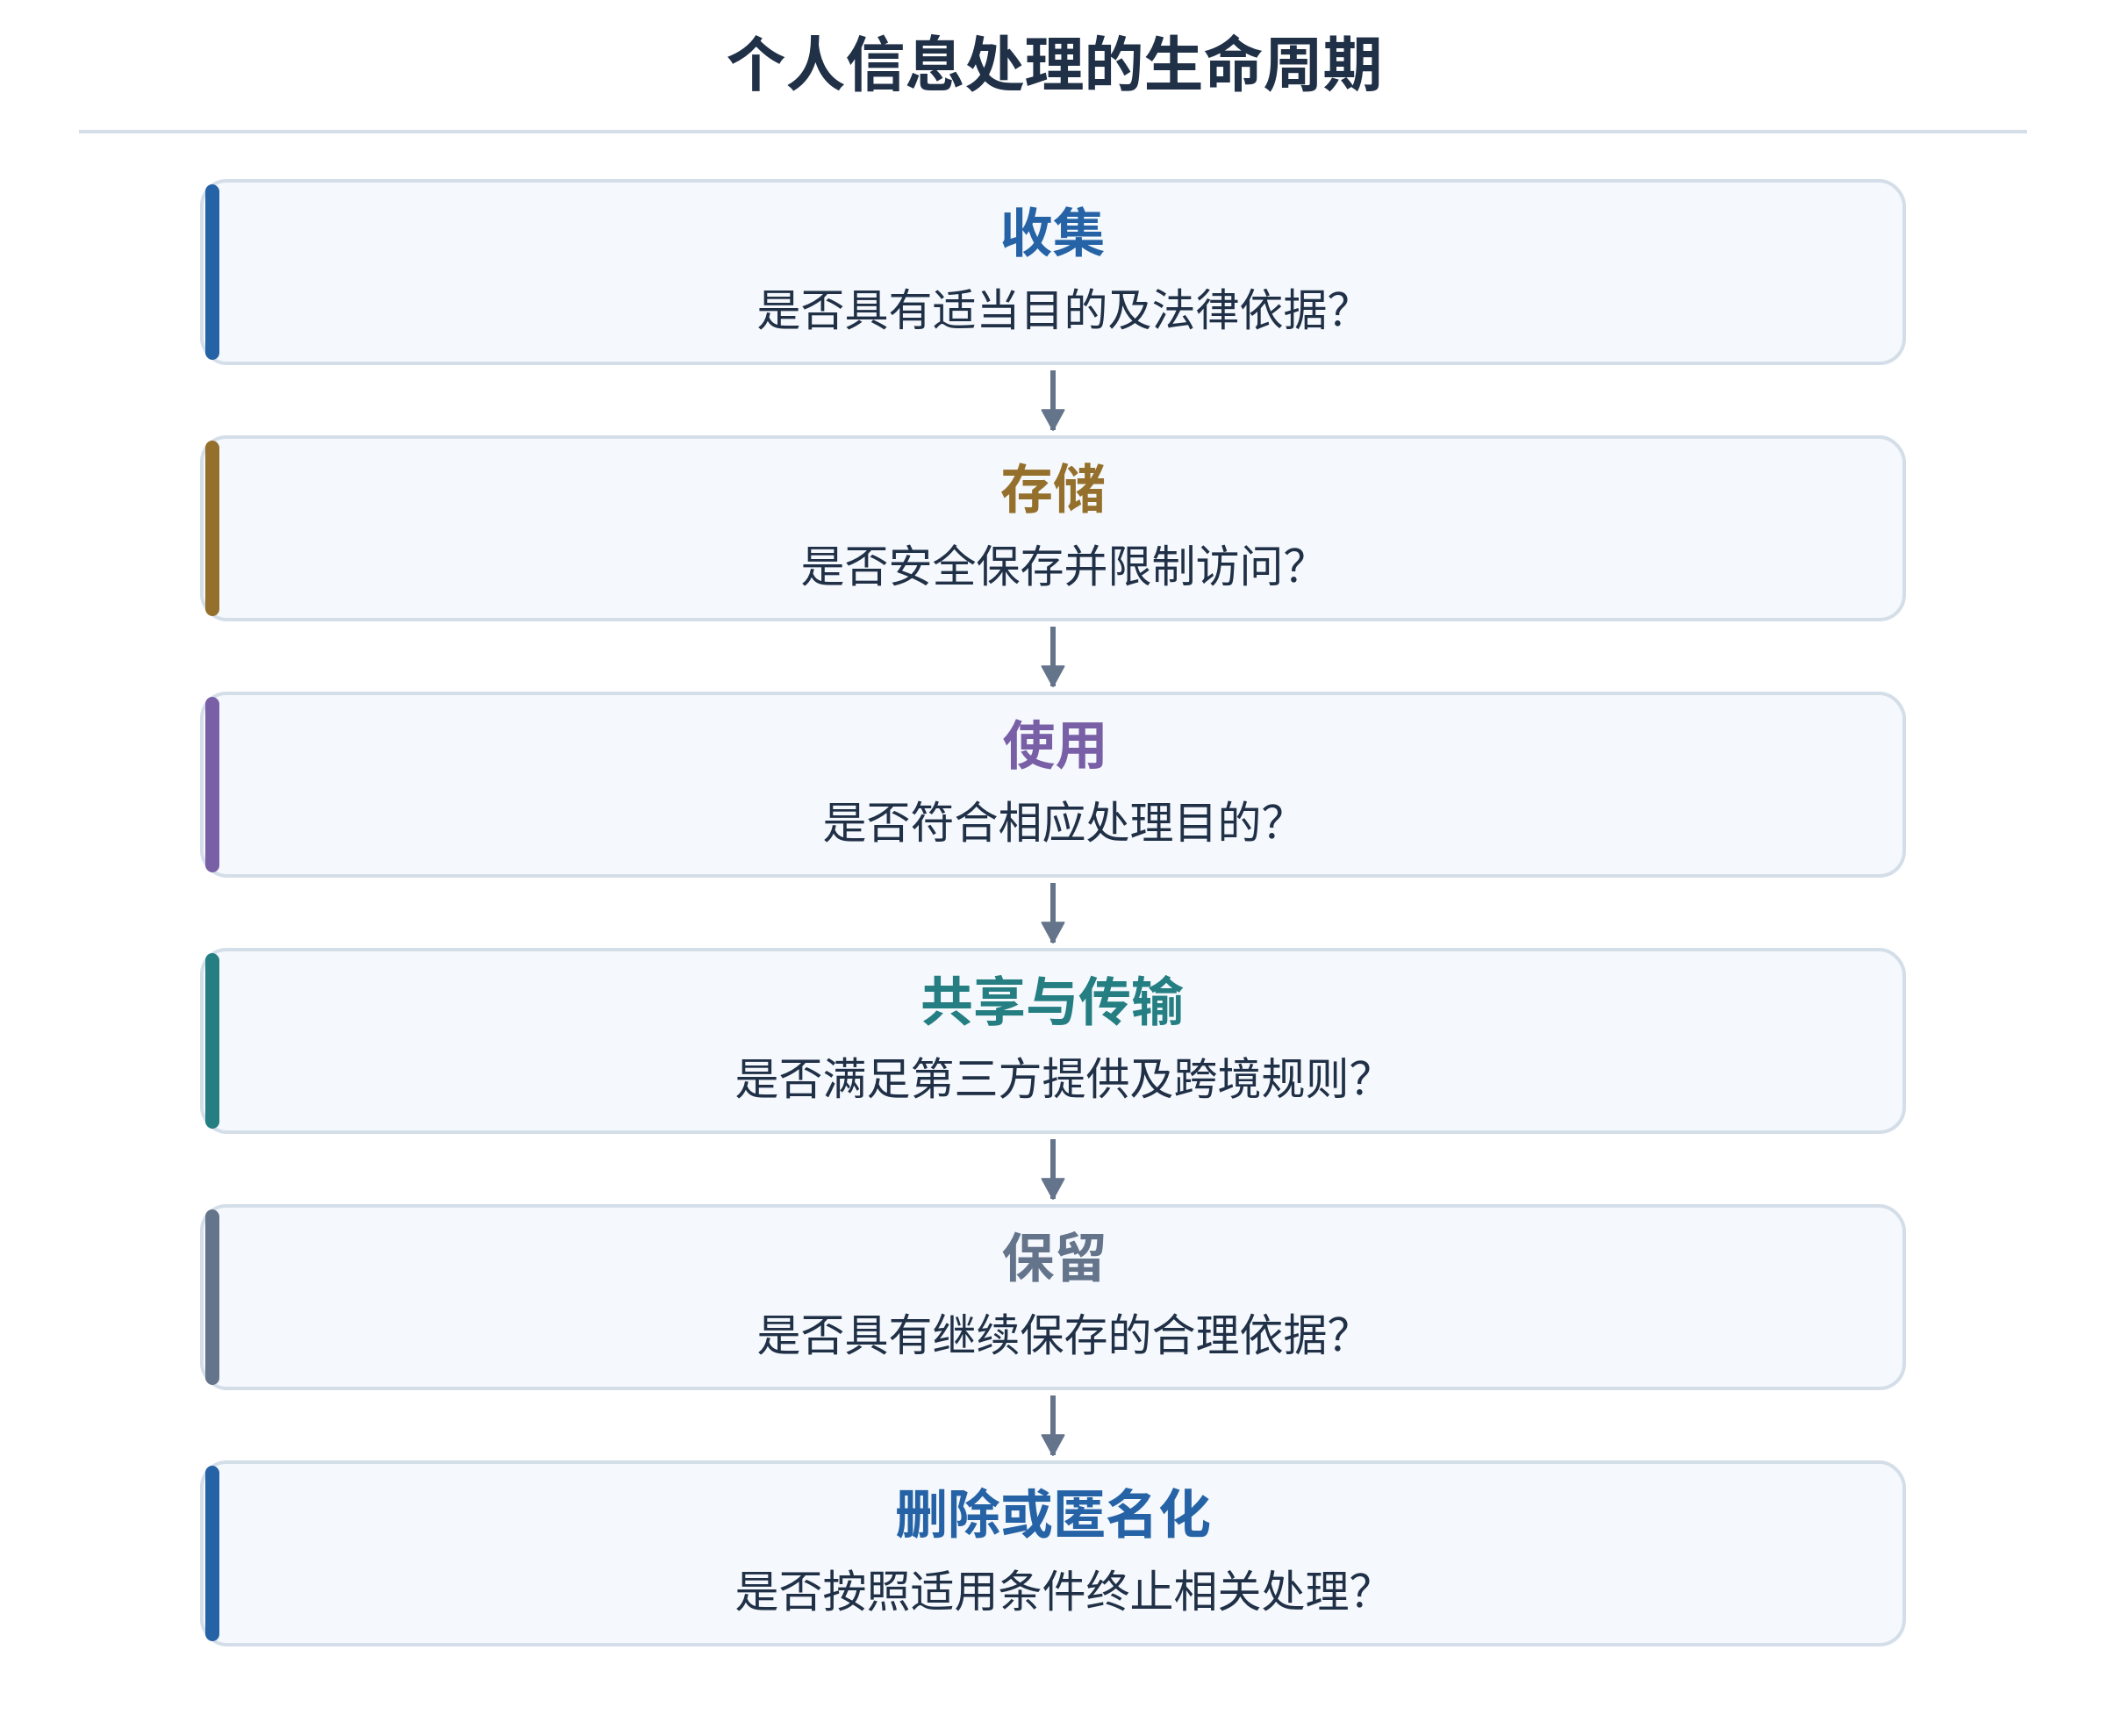 个人信息处理的生命周期
收集
是否具有适当目的及法律依据？
存储
是否安全保存并限制访问？
使用
是否符合相应处理目的？
共享与传输
是否满足第三方提供及跨境规则？
保留
是否具有继续保存的合理依据？
删除或匿名化
是否按照适用条件终止相关处理？